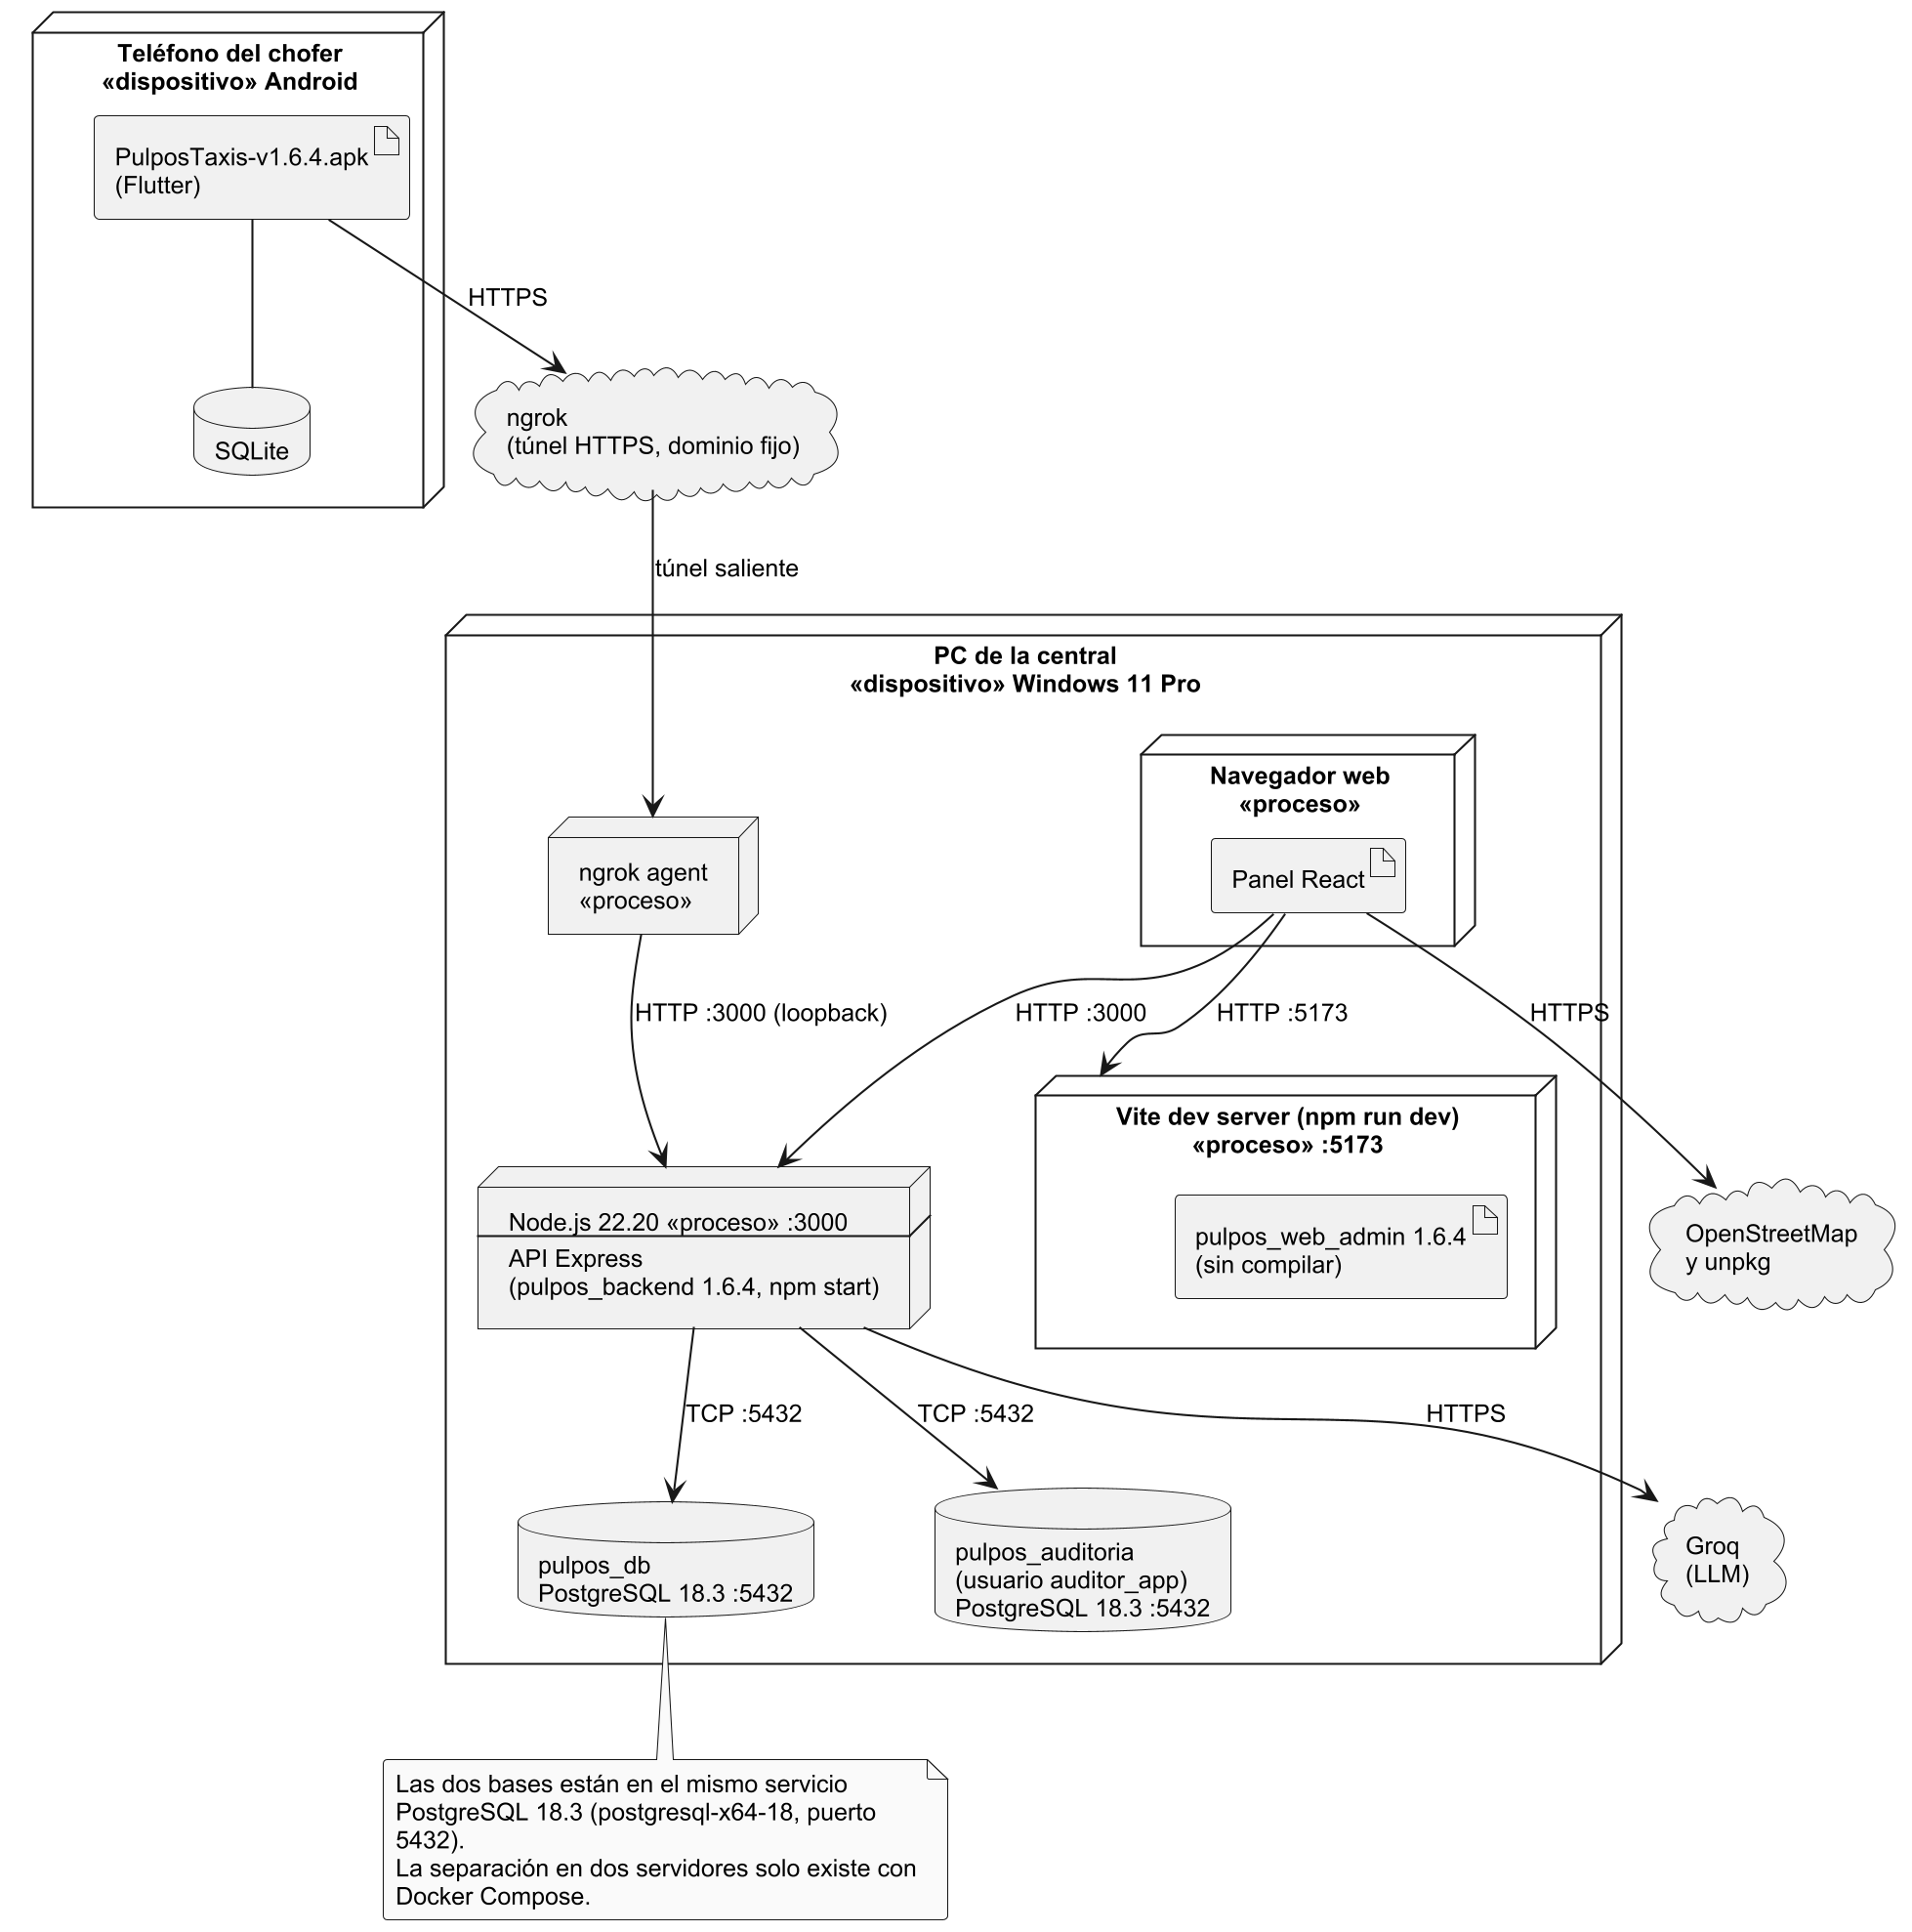 Teléfono del chofer
«dispositivo» Android
PulposTaxis-v1.6.4.apk
(Flutter)
HTTPS
SQLite
ngrok
(túnel HTTPS, dominio fijo)
túnel saliente
PC de la central
«dispositivo» Windows 11 Pro
Navegador web
«proceso»
Panel React
ngrok agent
«proceso»
HTTP :3000 (loopback)
HTTP :3000
HTTP :5173
HTTPS
Vite dev server (npm run dev)
«proceso» :5173
pulpos_web_admin 1.6.4
(sin compilar)
Node.js 22.20 «proceso» :3000
API Express
(pulpos_backend 1.6.4, npm start)
OpenStreetMap
y unpkg
TCP :5432
TCP :5432
HTTPS
pulpos_db
PostgreSQL 18.3 :5432
pulpos_auditoria
(usuario auditor_app)
PostgreSQL 18.3 :5432
Groq
(LLM)
Las dos bases están en el mismo servicio
PostgreSQL 18.3 (postgresql-x64-18, puerto
5432).
La separación en dos servidores solo existe con
Docker Compose.